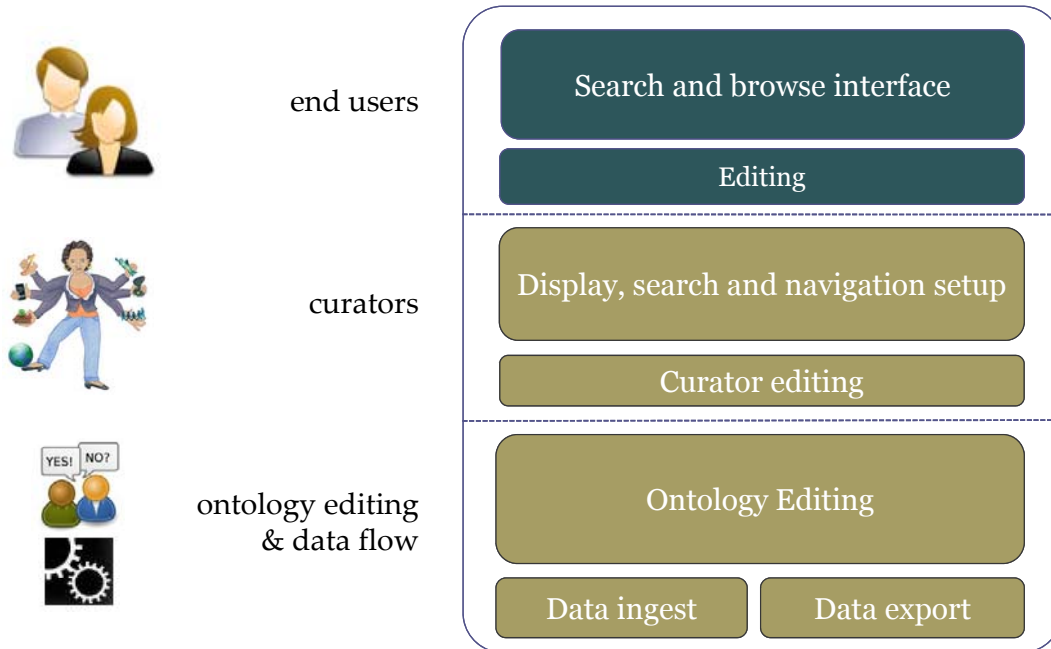 end users
Search and browse interface
Editing
curators
Display, search and navigation setup
Curator editing
YES!
NO?
ontology editing
& data flow
Ontology Editing
Data ingest
Data export